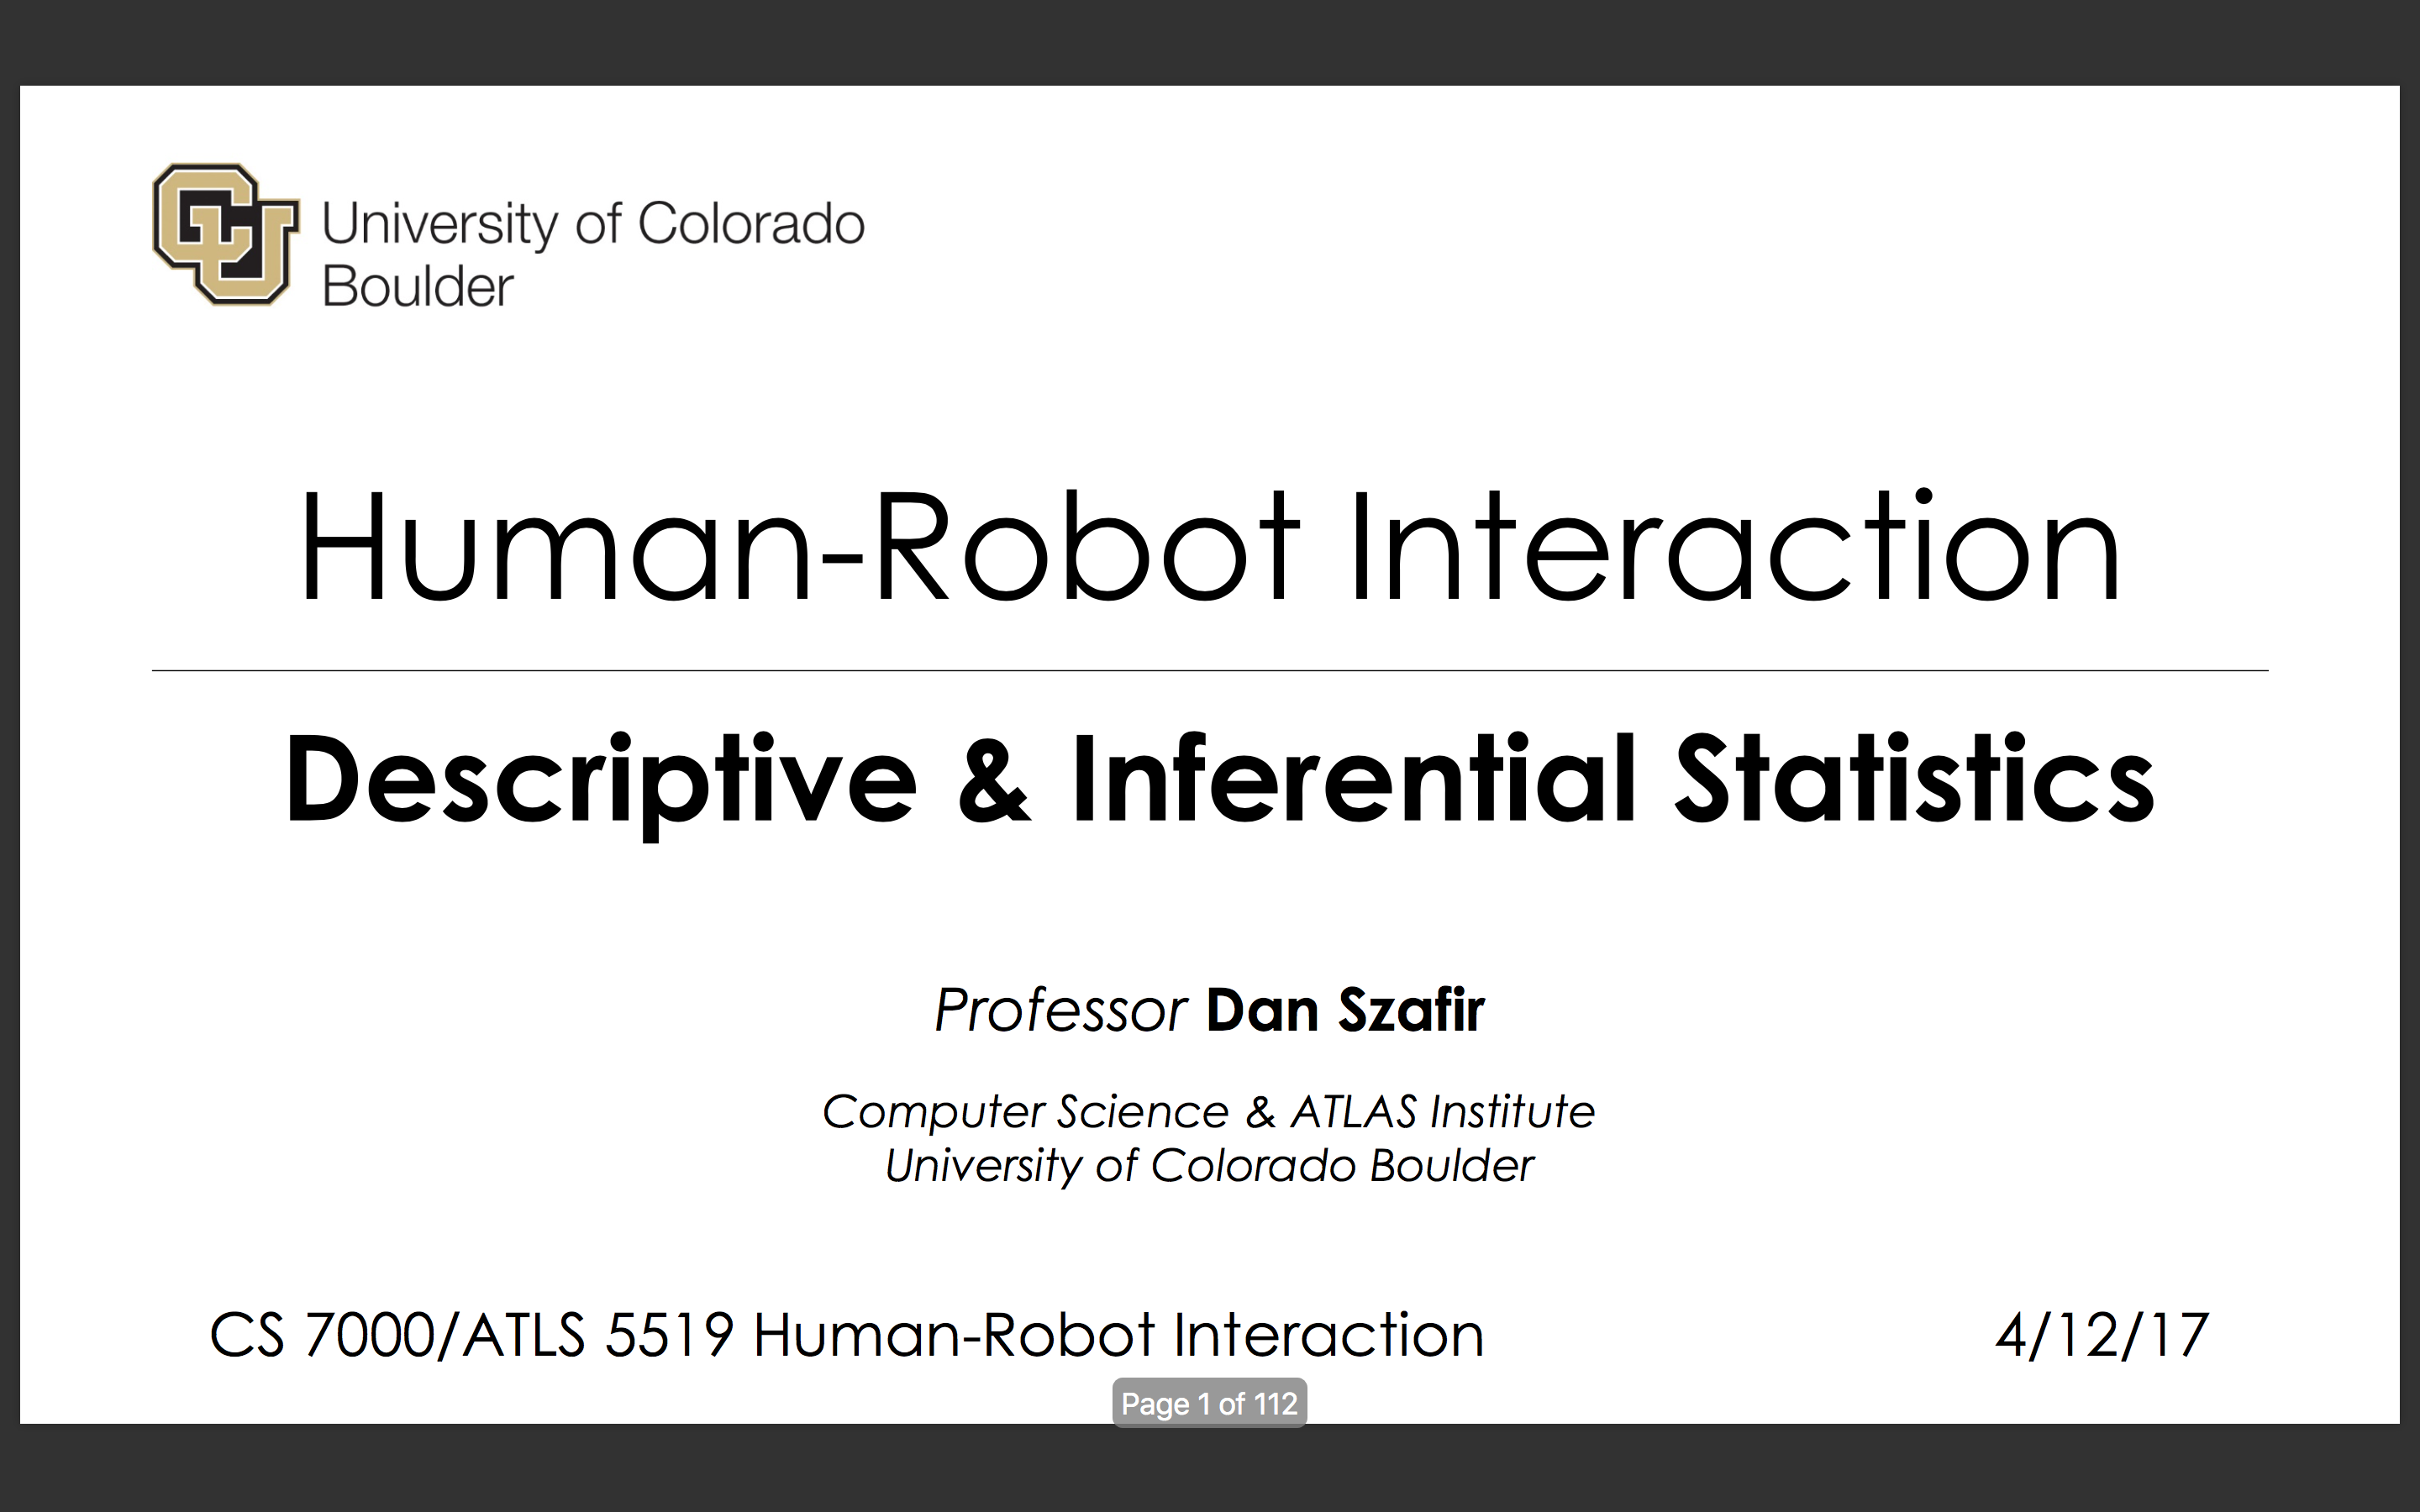 CU
University of Colorado
Boulder
Human-Robot Interaction
Descriptive & Inferential Statistics
Professor Dan Szafir
Computer Science & ATLAS Institute
University of Colorado Boulder
CS 7000/ATLS 5519 Human-Robot Interaction
4/12/17
Page 1 of 112